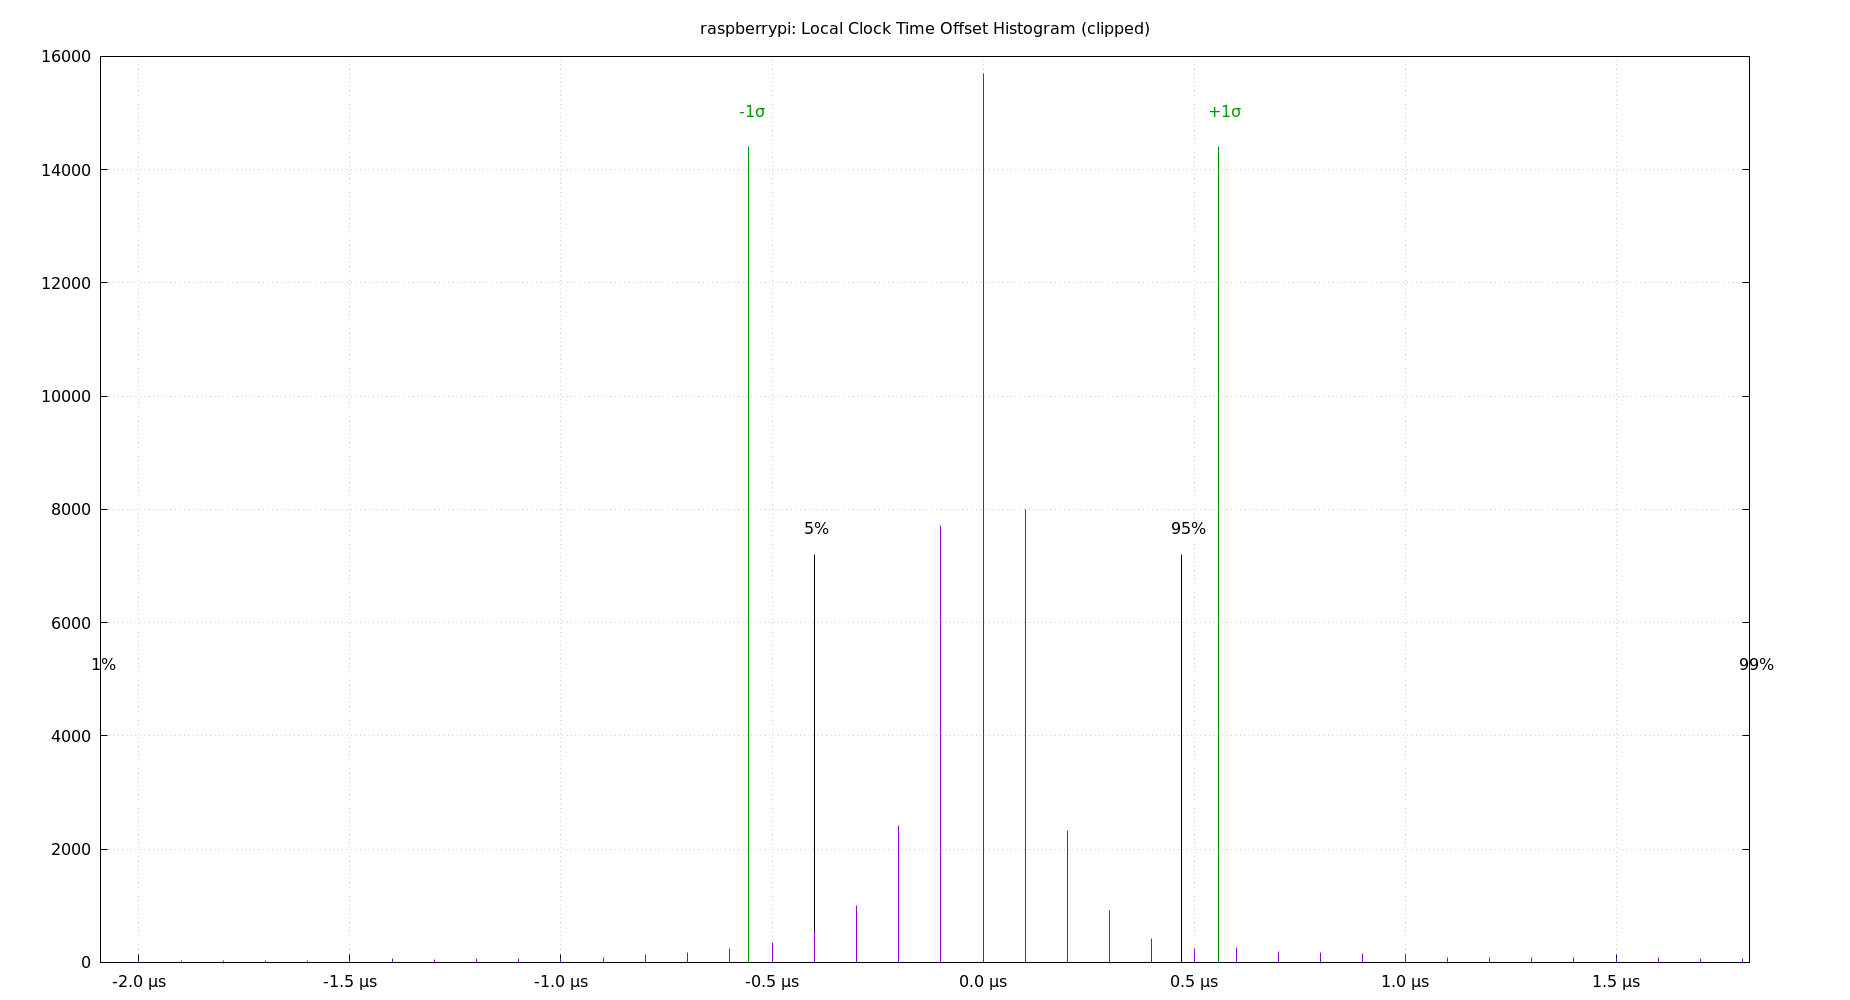 raspberrypi: Local Clock Time Offset Histogram (clipped)
16000
-1σ
+1σ
14000
12000
10000
8000
5%
95%
6000
1%
99%
4000
2000
0
-2.0 µs
-1.5 µs
-1.0 µs
-0.5 µs
0.0 µs
0.5 µs
1.0 µs
1.5 µs